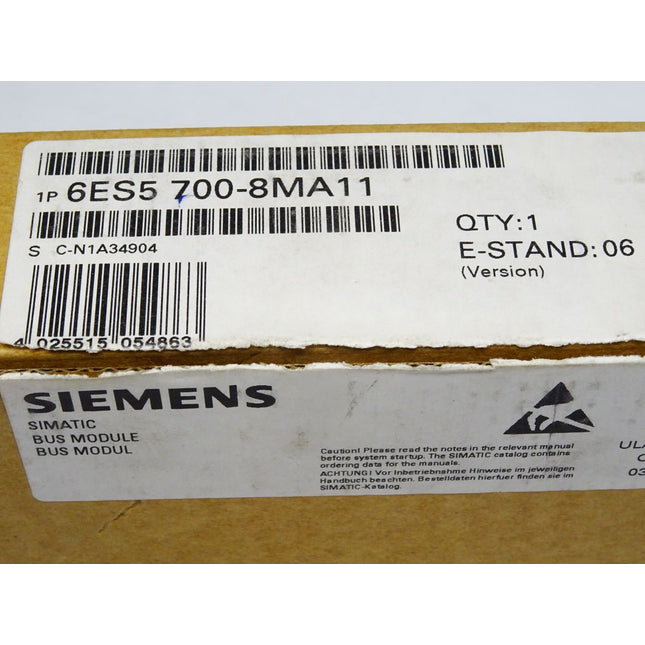 1P 6ES5 700-8MA11
S C-N1A34904
QTY:1
E-STAND: 06
(Version)
4 025515 054863
SIEMENS
SIMATIC
BUS MODULE
BUS MODUL
Caution! Please read the notes in the relevant manual
before system startup. The SIMATIC catalog contains
ordering data for the manuals.
ACHTUNG! Vor Inbetriebnahme Hinweise im jeweiligen
Handbuch beachten. Bestelldaten hierfuer finden sie im
SIMATIC-Katalog.